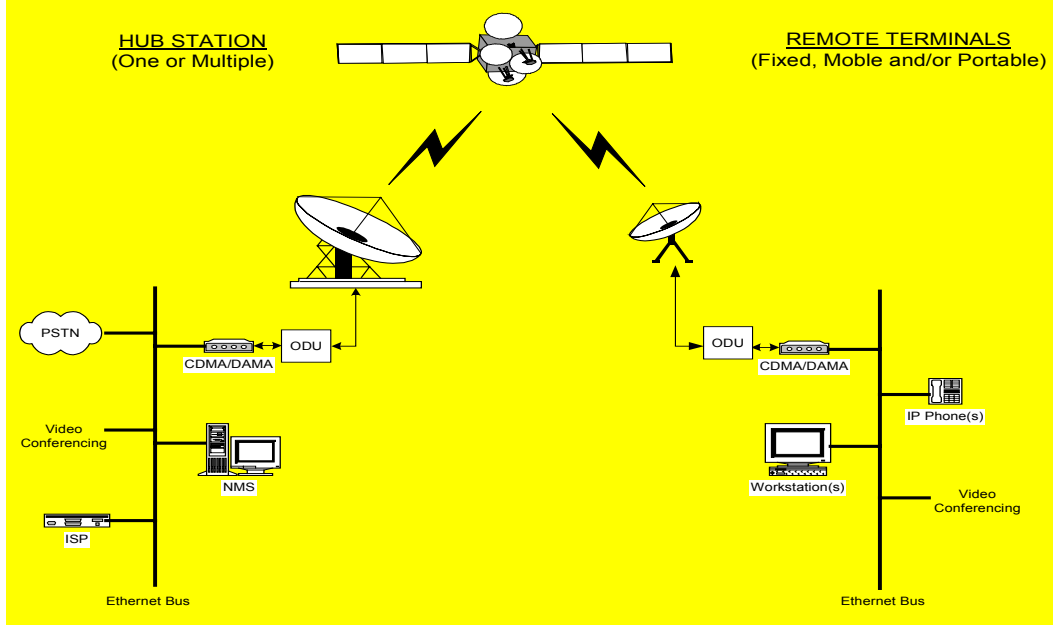 HUB STATION
(One or Multiple)
REMOTE TERMINALS
(Fixed, Moble and/or Portable)
PSTN
ODU
CDMA/DAMA
Video
Conferencing
NMS
ISP
Ethernet Bus
ODU
CDMA/DAMA
IP Phone(s)
Workstation(s)
Video
Conferencing
Ethernet Bus